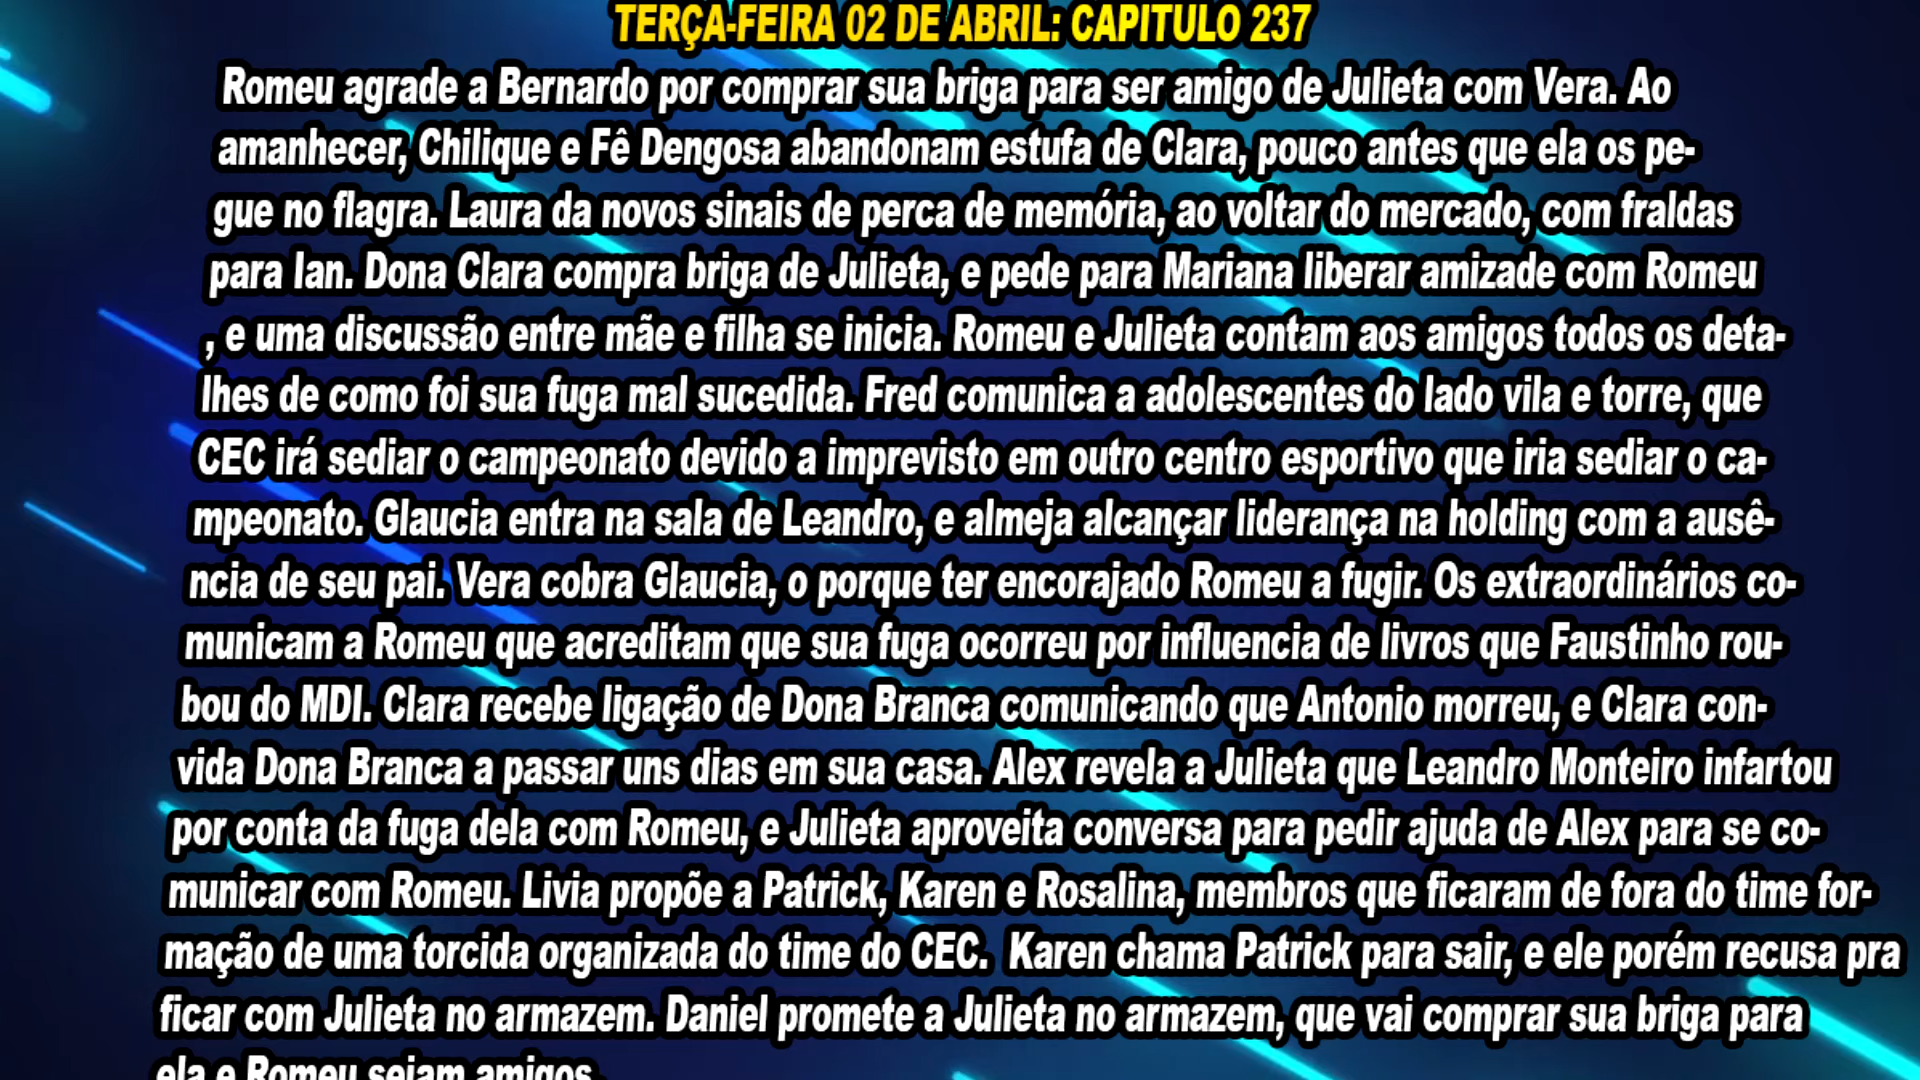 TERÇA-FEIRA 02 DE ABRIL: CAPITULO 237
Romeu agrade a Bernardo por comprar sua briga para ser amigo de Julieta com Vera. Ao
amanhecer, Chilique e Fê Dengosa abandonam estufa de Clara, pouco antes que ela os pe-
gue no flagra. Laura da novos sinais de perca de memória, ao voltar do mercado, com fraldas
para Ian. Dona Clara compra briga de Julieta, e pede para Mariana liberar amizade com Romeu
, e uma discussão entre mãe e filha se inicia. Romeu e Julieta contam aos amigos todos os deta-
lhes de como foi sua fuga mal sucedida. Fred comunica a adolescentes do lado vila e torre, que
CEC irá sediar o campeonato devido a imprevisto em outro centro esportivo que iria sediar o ca-
mpeonato. Glaucia entra na sala de Leandro, e almeja alcançar liderança na holding com a ausê-
ncia de seu pai. Vera cobra Glaucia, o porque ter encorajado Romeu a fugir. Os extraordinários co-
municam a Romeu que acreditam que sua fuga ocorreu por influencia de livros que Faustinho rou-
bou do MDI. Clara recebe ligação de Dona Branca comunicando que Antonio morreu, e Clara con-
vida Dona Branca a passar uns dias em sua casa. Alex revela a Julieta que Leandro Monteiro infartou
por conta da fuga dela com Romeu, e Julieta aproveita conversa para pedir ajuda de Alex para se co-
municar com Romeu. Livia propõe a Patrick, Karen e Rosalina, membros que ficaram de fora do time for-
mação de uma torcida organizada do time do CEC. Karen chama Patrick para sair, e ele porém recusa pra
ficar com Julieta no armazem. Daniel promete a Julieta no armazem, que vai comprar sua briga para
ela e Romeu sejam amigos.